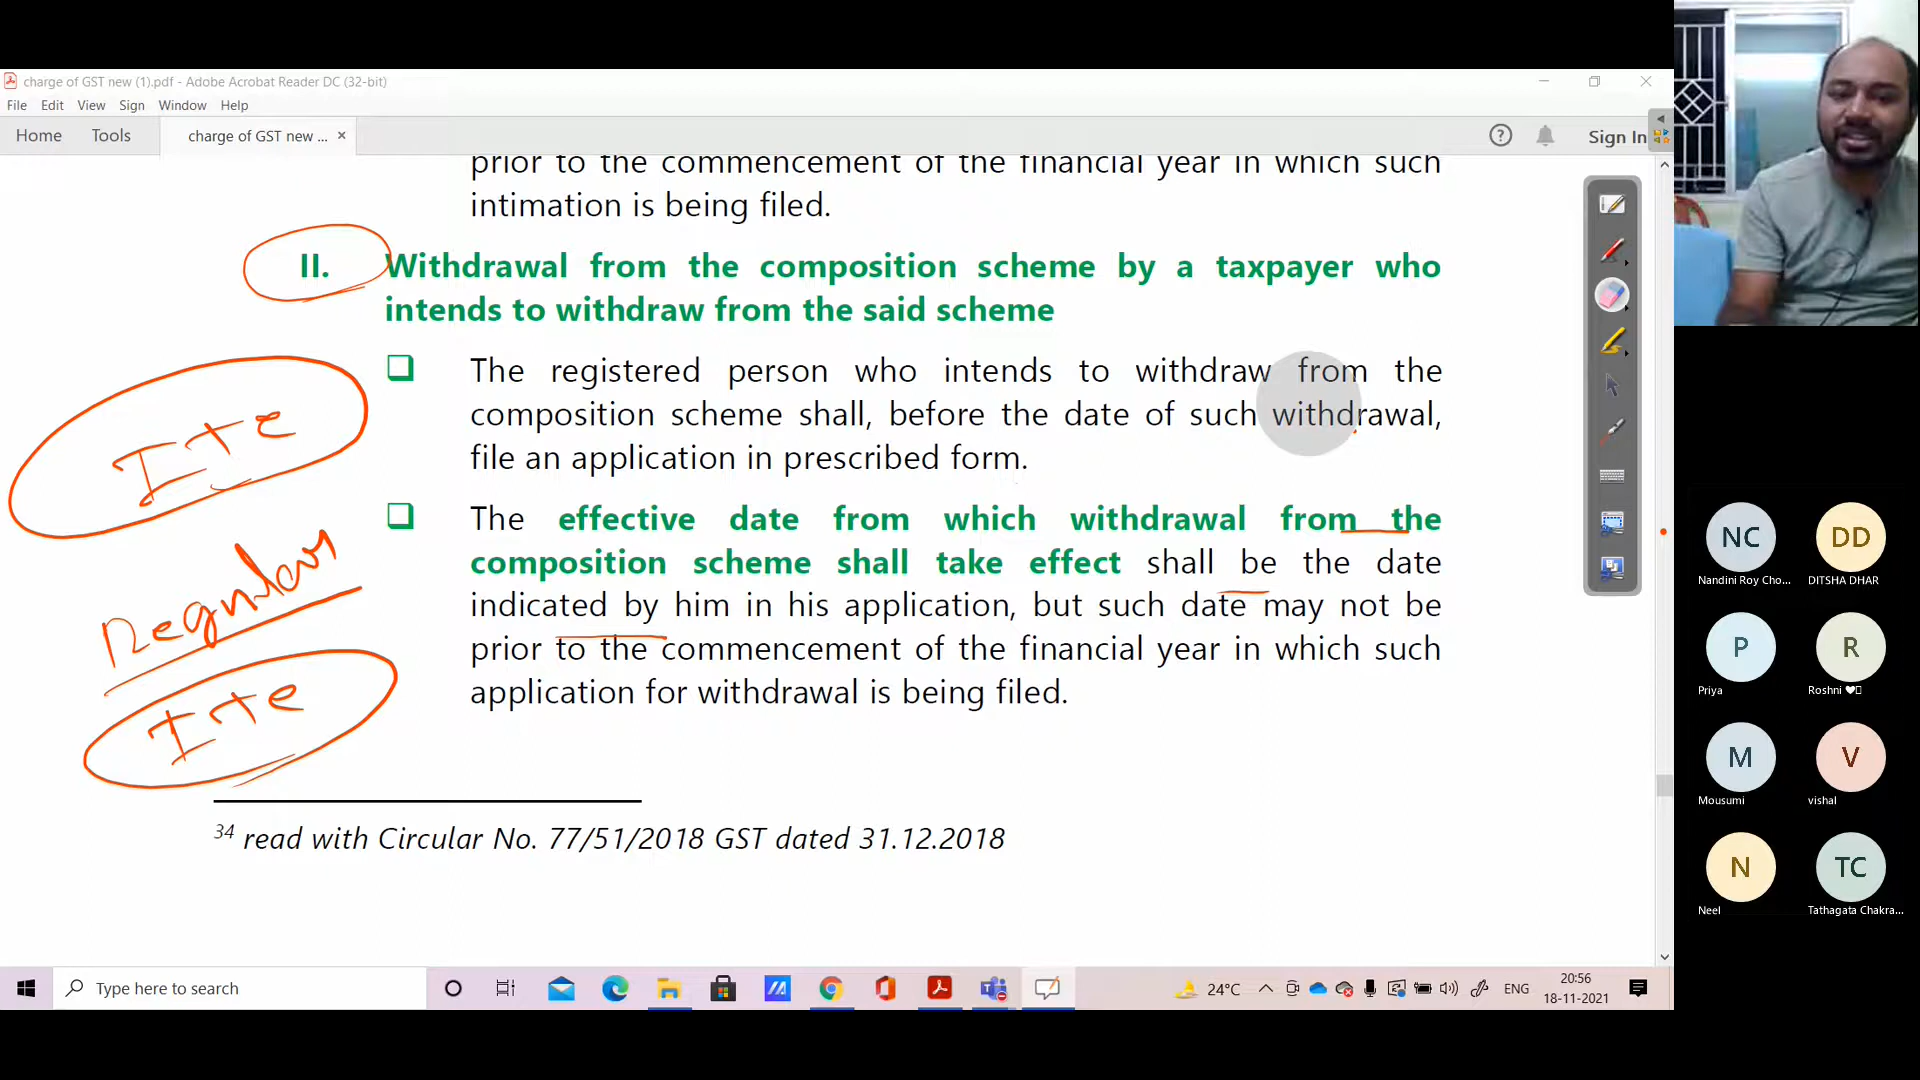 charge of GST new (1).pdf - Adobe Acrobat Reader DC (32-bit)
File Edit View Sign Window Help
Home Tools charge of GST new ... × Sign In
prior to the commencement of the financial year in which such
intimation is being filed.
II. Withdrawal from the composition scheme by a taxpayer who
intends to withdraw from the said scheme
❑ The registered person who intends to withdraw from the
composition scheme shall, before the date of such withdrawal,
file an application in prescribed form.
❑ The effective date from which withdrawal from the
composition scheme shall take effect shall be the date
indicated by him in his application, but such date may not be
prior to the commencement of the financial year in which such
application for withdrawal is being filed.
Regular
34 read with Circular No. 77/51/2018 GST dated 31.12.2018
NC DD
Nandini Roy Cho... DITSHA DHAR
P R
Priya Roshni ❤
M V
Mousumi vishal
N TC
Neel Tathagata Chakra...
Type here to search
24°C ENG 20:56
18-11-2021